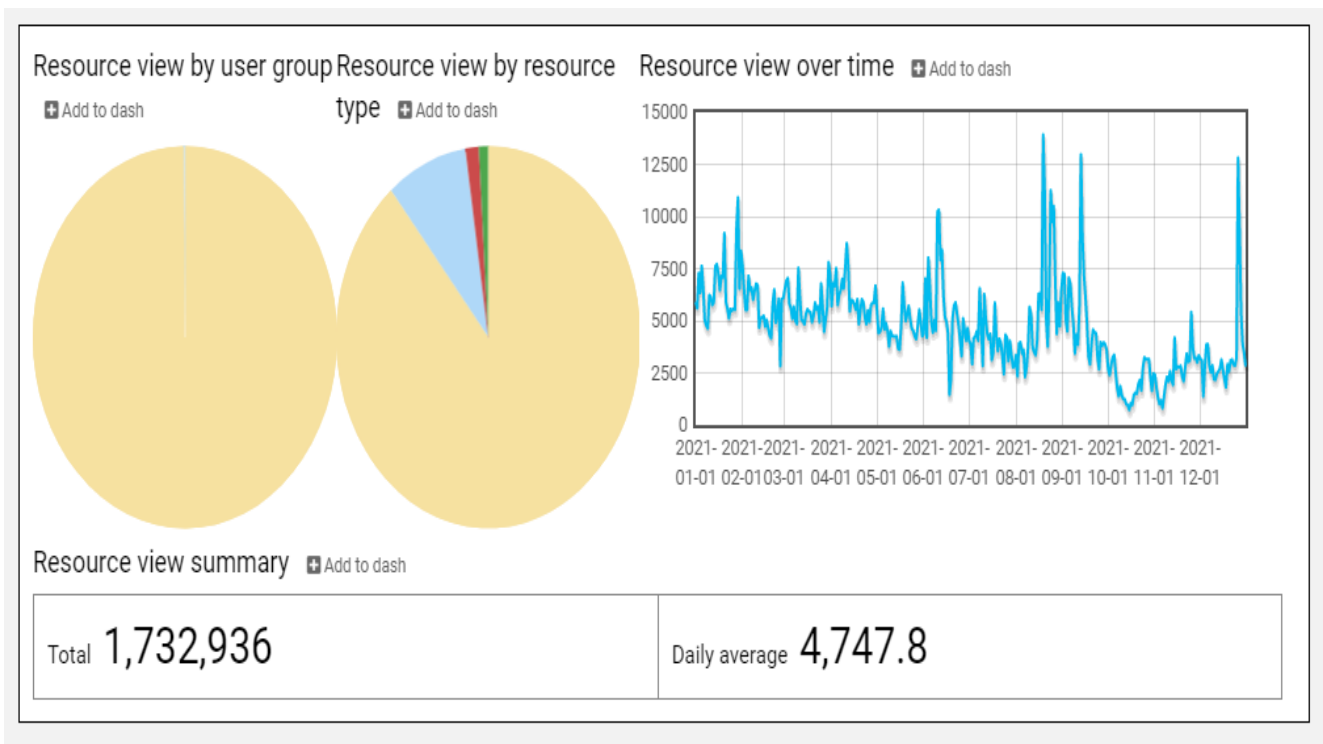 Resource view by user group
Add to dash
Resource view by resource
type Add to dash
Resource view over time Add to dash
15000
12500
10000
7500
5000
2500
0
2021- 2021- 2021- 2021- 2021- 2021- 2021- 2021- 2021- 2021- 2021- 2021-
01-01 02-01 03-01 04-01 05-01 06-01 07-01 08-01 09-01 10-01 11-01 12-01
Resource view summary Add to dash
Total 1,732,936
Daily average 4,747.8